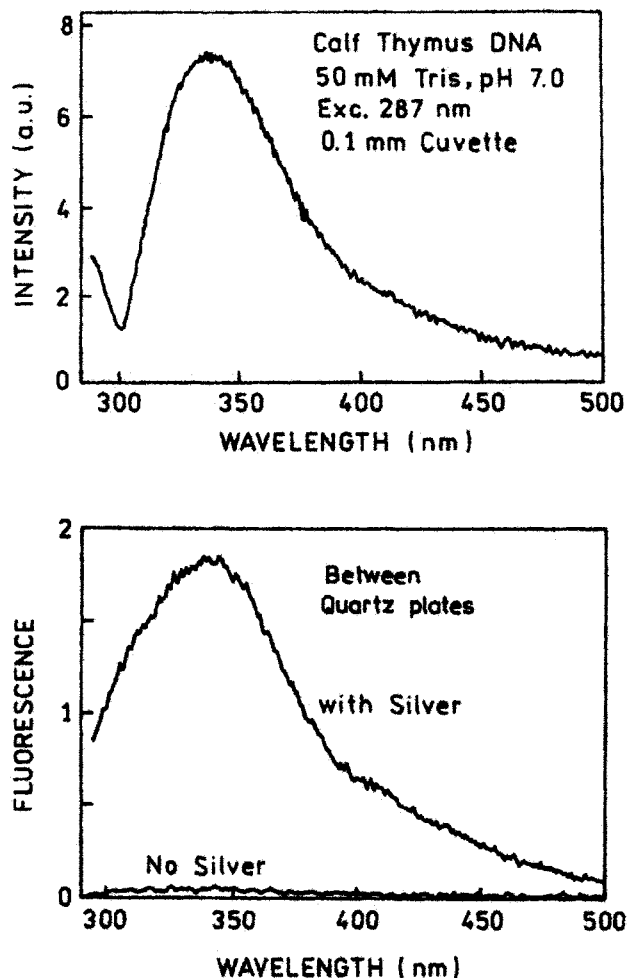 8
6
4
2
0
INTENSITY (a.u.)
Calf Thymus DNA
50 mM Tris, pH 7.0
Exc. 287 nm
0.1 mm Cuvette
300 350 400 450 500
WAVELENGTH (nm)
2
1
0
FLUORESCENCE
Between
Quartz plates
with Silver
No Silver
300 350 400 450 500
WAVELENGTH (nm)